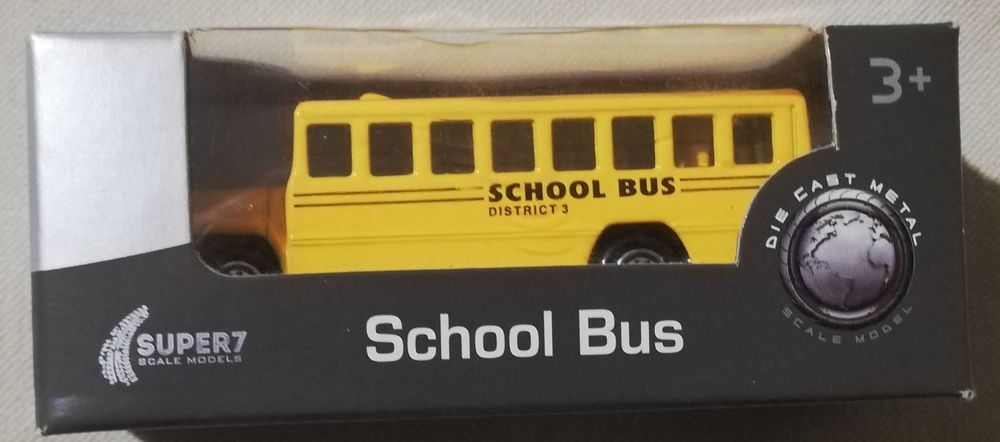 3+
SCHOOL BUS
DISTRICT 3
DIE CAST METAL
SCALE MODEL
SUPER7
SCALE MODELS
School Bus